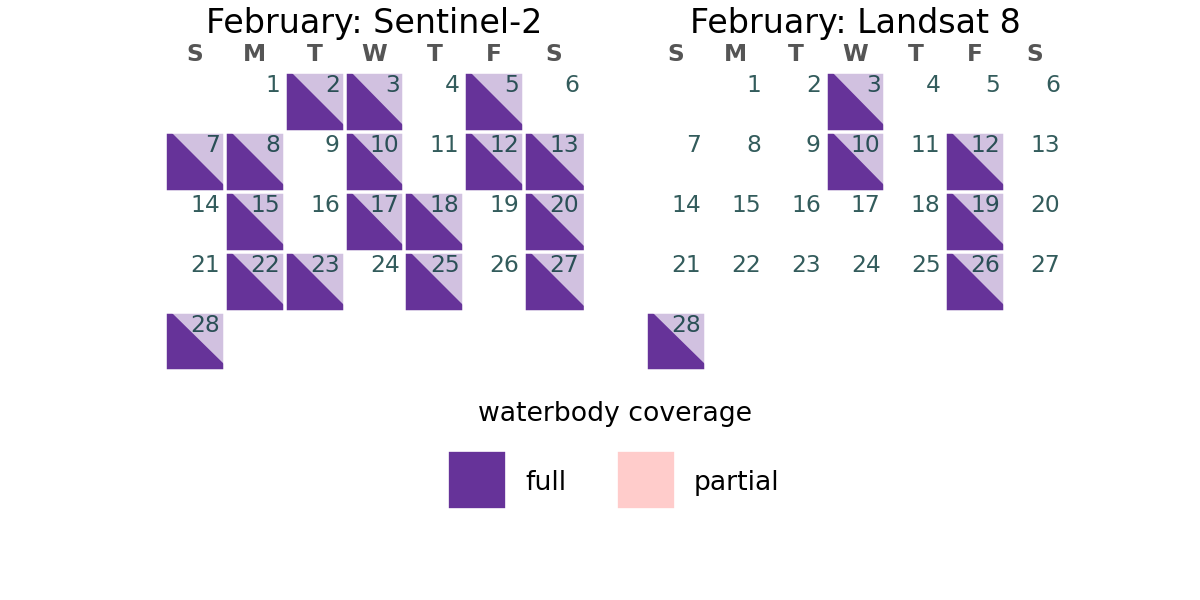 February: Sentinel-2
S M T W T F S
1 2 3 4 5 6
7 8 9 10 11 12 13
14 15 16 17 18 19 20
21 22 23 24 25 26 27
28
February: Landsat 8
S M T W T F S
1 2 3 4 5 6
7 8 9 10 11 12 13
14 15 16 17 18 19 20
21 22 23 24 25 26 27
28
waterbody coverage
full partial